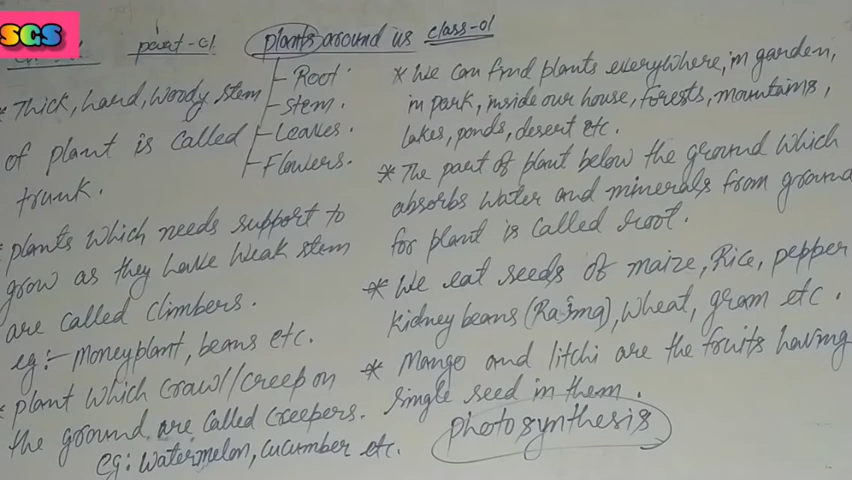 SGS
part-01
plants around us class-01
- Root
- Stem.
- Leaves.
- Flowers.
* Thick, hard, woody stem
of plant is called
trunk.
* plants which needs support to
grow as they have weak stem
are called climbers.
eg:- Moneyplant, beans etc.
* plant which crawl/creep on
the ground are called creepers.
eg: Watermelon, cucumber etc.
* We can find plants everywhere, in garden,
in park, inside our house, forests, mountains,
lakes, ponds, desert etc.
* The part of plant below the ground which
absorbs water and minerals from ground
for plant is called root.
* We eat seeds of maize, Rice, pepper
Kidney beans (Rajma), wheat, gram etc.
* Mango and litchi are the fruits having
single seed in them.
photosynthesis